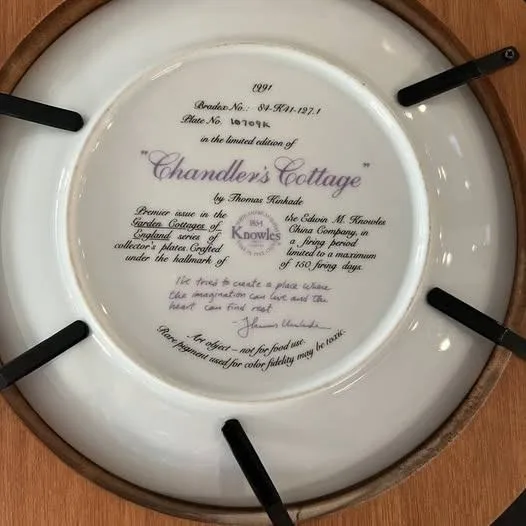 1991
Bradex No.: 84-K41-127.1
Plate No. 10709K
in the limited edition of
"Chandler's Cottage"
by Thomas Kinkade
Premier issue in the
Garden Cottages of
England series of
collector's plates. Crafted
under the hallmark of
1854
Knowles
the Edwin M. Knowles
China Company, in
a firing period
limited to a maximum
of 150 firing days.
I've tried to create a place where
the imagination can live and the
heart can find rest
- Thomas Kinkade
Art object – not for food use.
Rare pigment used for color fidelity may be toxic.